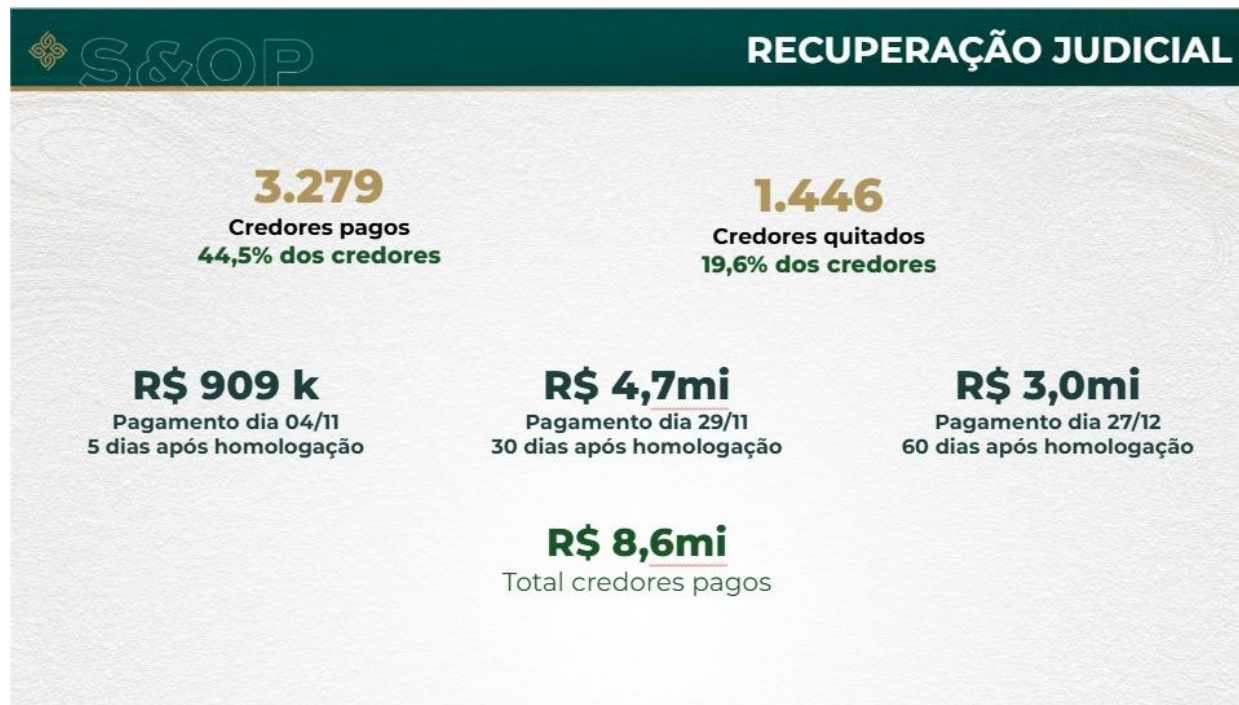 S&OP
RECUPERAÇÃO JUDICIAL
3.279
Credores pagos
44,5% dos credores
1.446
Credores quitados
19,6% dos credores
R$ 909 k
Pagamento dia 04/11
5 dias após homologação
R$ 4,7mi
Pagamento dia 29/11
30 dias após homologação
R$ 3,0mi
Pagamento dia 27/12
60 dias após homologação
R$ 8,6mi
Total credores pagos